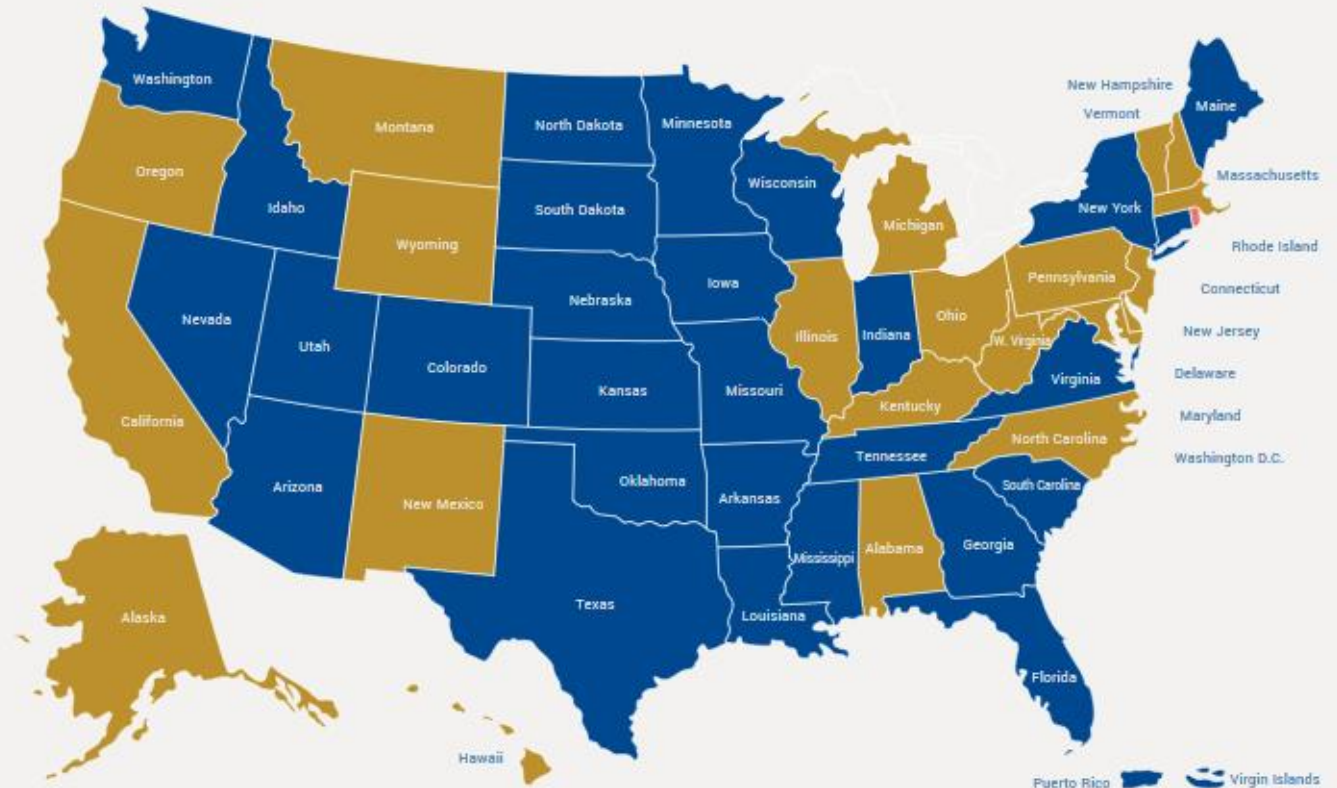 Washington
New Hampshire
Vermont
Maine
Montana
North Dakota
Minnesota
Oregon
Massachusetts
Wisconsin
Idaho
South Dakota
New York
Michigan
Wyoming
Rhode Island
Pennsylvania
Iowa
Connecticut
Nebraska
Ohio
Nevada
New Jersey
Illinois
Indiana
W. Virginia
Utah
Colorado
Delaware
Virginia
Kansas
Missouri
Kentucky
Maryland
California
North Carolina
Tennessee
Washington D.C.
Oklahoma
Arizona
South Carolina
Arkansas
New Mexico
Georgia
Alabama
Mississippi
Texas
Louisiana
Alaska
Florida
Hawaii
Puerto Rico
Virgin Islands